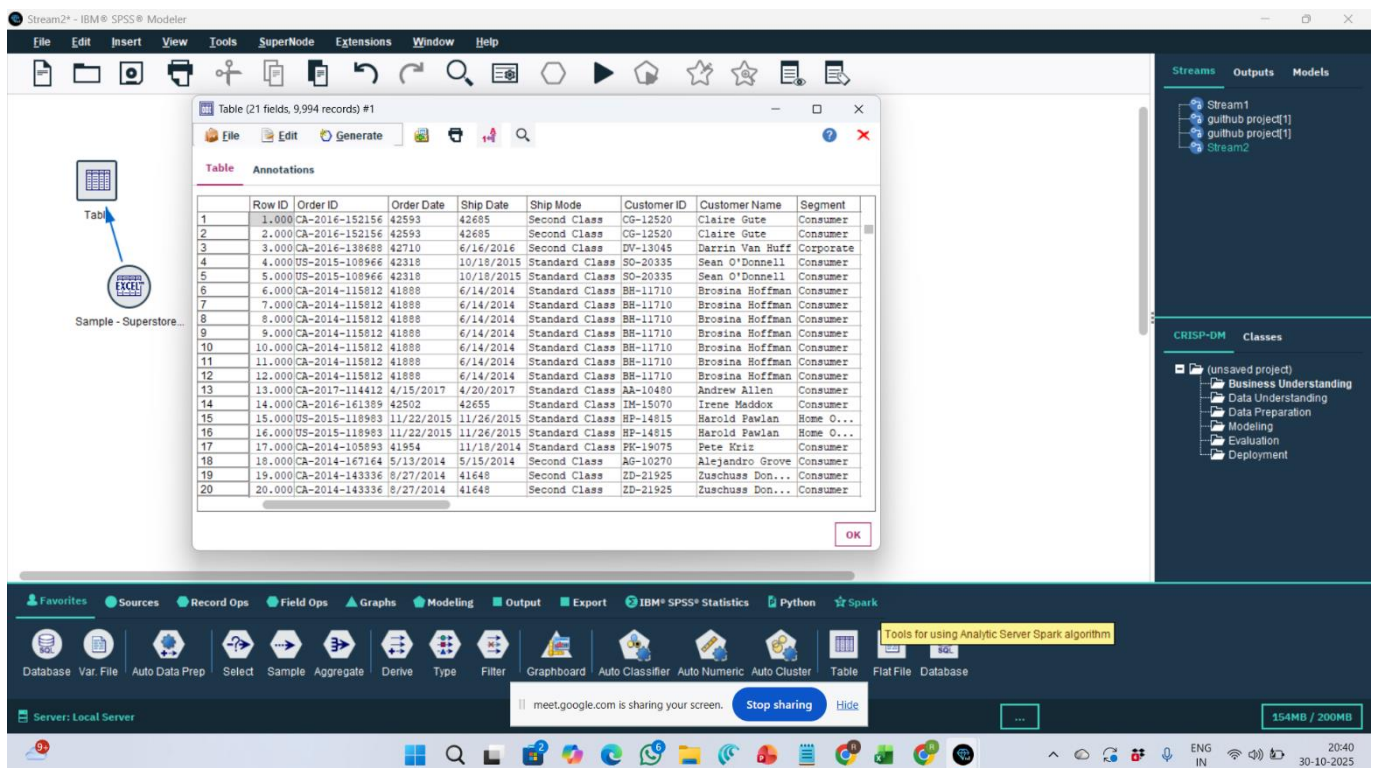 Stream2* - IBM® SPSS® Modeler
File Edit Insert View Tools SuperNode Extensions Window Help
Streams Outputs Models
Stream1
guithub project[1]
guithub project[1]
Stream2
Table (21 fields, 9,994 records) #1
File Edit Generate
Table Annotations
Row ID Order ID Order Date Ship Date Ship Mode Customer ID Customer Name Segment
1 1.000 CA-2016-152156 42593 42685 Second Class CG-12520 Claire Gute Consumer
2 2.000 CA-2016-152156 42593 42685 Second Class CG-12520 Claire Gute Consumer
3 3.000 CA-2016-138688 42710 6/16/2016 Second Class DV-13045 Darrin Van Huff Corporate
4 4.000 US-2015-108966 42318 10/18/2015 Standard Class SO-20335 Sean O'Donnell Consumer
5 5.000 US-2015-108966 42318 10/18/2015 Standard Class SO-20335 Sean O'Donnell Consumer
6 6.000 CA-2014-115812 41888 6/14/2014 Standard Class BH-11710 Brosina Hoffman Consumer
7 7.000 CA-2014-115812 41888 6/14/2014 Standard Class BH-11710 Brosina Hoffman Consumer
8 8.000 CA-2014-115812 41888 6/14/2014 Standard Class BH-11710 Brosina Hoffman Consumer
9 9.000 CA-2014-115812 41888 6/14/2014 Standard Class BH-11710 Brosina Hoffman Consumer
10 10.000 CA-2014-115812 41888 6/14/2014 Standard Class BH-11710 Brosina Hoffman Consumer
11 11.000 CA-2014-115812 41888 6/14/2014 Standard Class BH-11710 Brosina Hoffman Consumer
12 12.000 CA-2014-115812 41888 6/14/2014 Standard Class BH-11710 Brosina Hoffman Consumer
13 13.000 CA-2017-114412 4/15/2017 4/20/2017 Standard Class AA-10480 Andrew Allen Consumer
14 14.000 CA-2016-161389 42502 42655 Standard Class IM-15070 Irene Maddox Consumer
15 15.000 US-2015-118983 11/22/2015 11/26/2015 Standard Class HP-14815 Harold Pawlan Home O...
16 16.000 US-2015-118983 11/22/2015 11/26/2015 Standard Class HP-14815 Harold Pawlan Home O...
17 17.000 CA-2014-105893 41954 11/18/2014 Standard Class PK-19075 Pete Kriz Consumer
18 18.000 CA-2014-167164 5/13/2014 5/15/2014 Second Class AG-10270 Alejandro Grove Consumer
19 19.000 CA-2014-143336 8/27/2014 41648 Second Class ZD-21925 Zuschuss Don... Consumer
20 20.000 CA-2014-143336 8/27/2014 41648 Second Class ZD-21925 Zuschuss Don... Consumer
OK
Table
EXCEL
Sample - Superstore...
CRISP-DM Classes
(unsaved project)
Business Understanding
Data Understanding
Data Preparation
Modeling
Evaluation
Deployment
Favorites Sources Record Ops Field Ops Graphs Modeling Output Export IBM® SPSS® Statistics Python Spark
Tools for using Analytic Server Spark algorithm
Database Var. File Auto Data Prep Select Sample Aggregate Derive Type Filter Graphboard Auto Classifier Auto Numeric Auto Cluster Table Flat File Database
meet.google.com is sharing your screen. Stop sharing Hide
Server: Local Server
...
154MB / 200MB
ENG
IN
20:40
30-10-2025